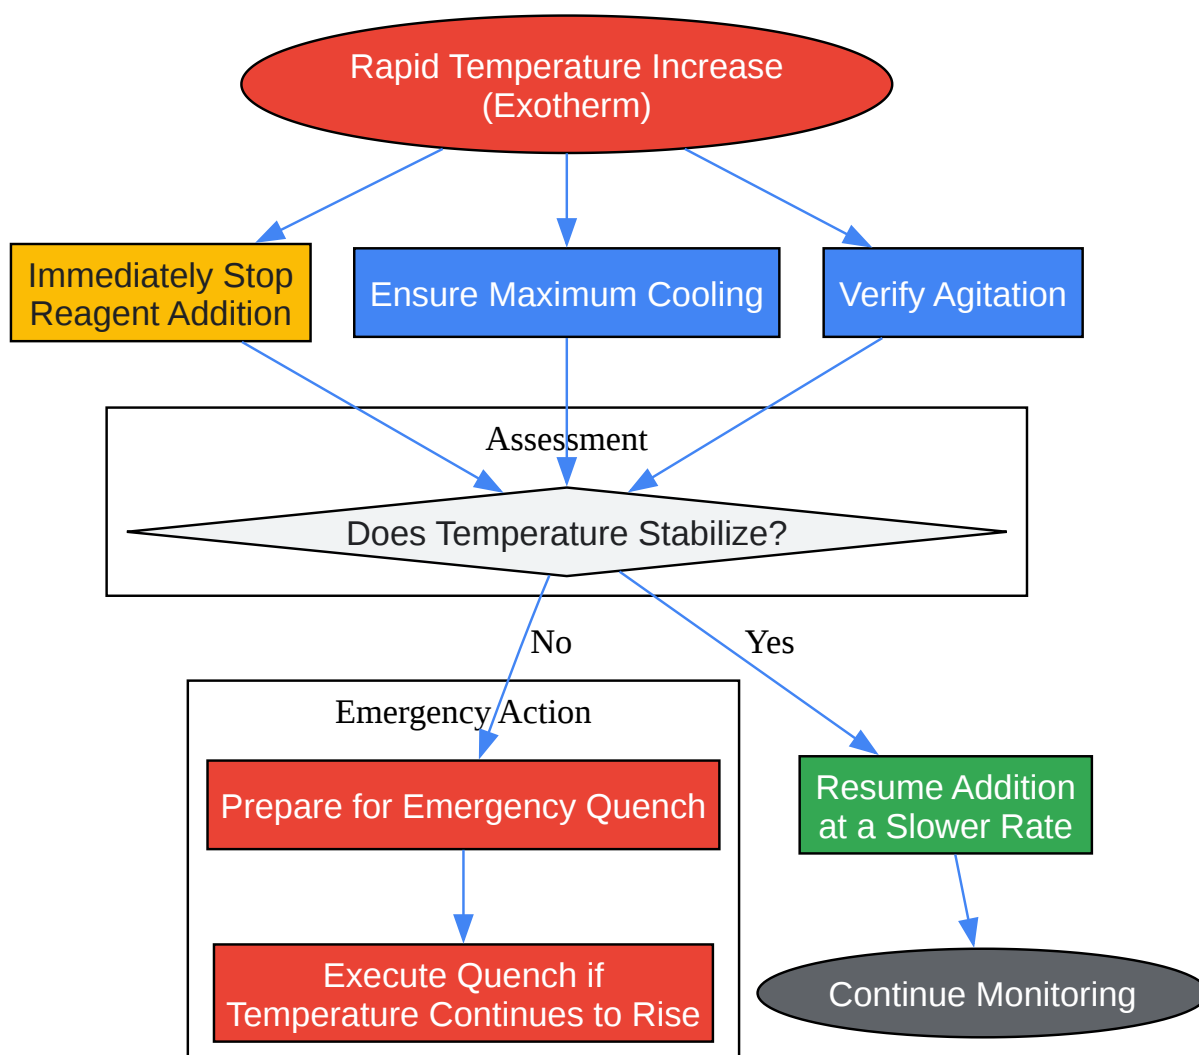 Rapid Temperature Increase
(Exotherm)
Immediately Stop
Reagent Addition
Ensure Maximum Cooling
Verify Agitation
Assessment
Does Temperature Stabilize?
No
Yes
Emergency Action
Prepare for Emergency Quench
Resume Addition
at a Slower Rate
Execute Quench if
Temperature Continues to Rise
Continue Monitoring